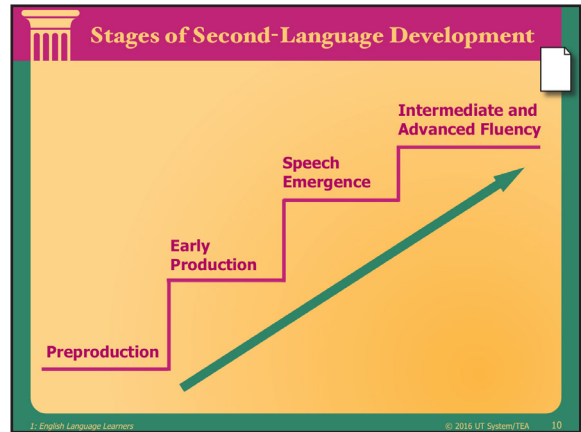 Stages of Second-Language Development
Intermediate and
Advanced Fluency
Speech
Emergence
Early
Production
Preproduction
1: English Language Learners
© 2016 UT System/TEA 10